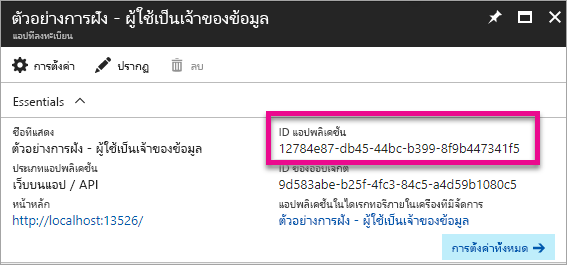 ตัวอย่างการฝัง - ผู้ใช้เป็นเจ้าของข้อมูล
แอปที่ลงทะเบียน
การตั้งค่า
ปรากฏ
ลบ
Essentials
ชื่อที่แสดง
ตัวอย่างการฝัง - ผู้ใช้เป็นเจ้าของข้อมูล
ประเภทแอปพลิเคชัน
เว็บบนแอป / API
หน้าหลัก
http://localhost:13526/
ID แอปพลิเคชัน
12784e87-db45-44bc-b399-8f9b447341f5
ID ของออบเจ็กต์
9d583abe-b25f-4fc3-84c5-a4d59b1080c5
แอปพลิเคชันในไดเรกทอรีภายในเครื่องที่มีจัดการ
ตัวอย่างการฝัง - ผู้ใช้เป็นเจ้าของข้อมูล
การตั้งค่าทั้งหมด